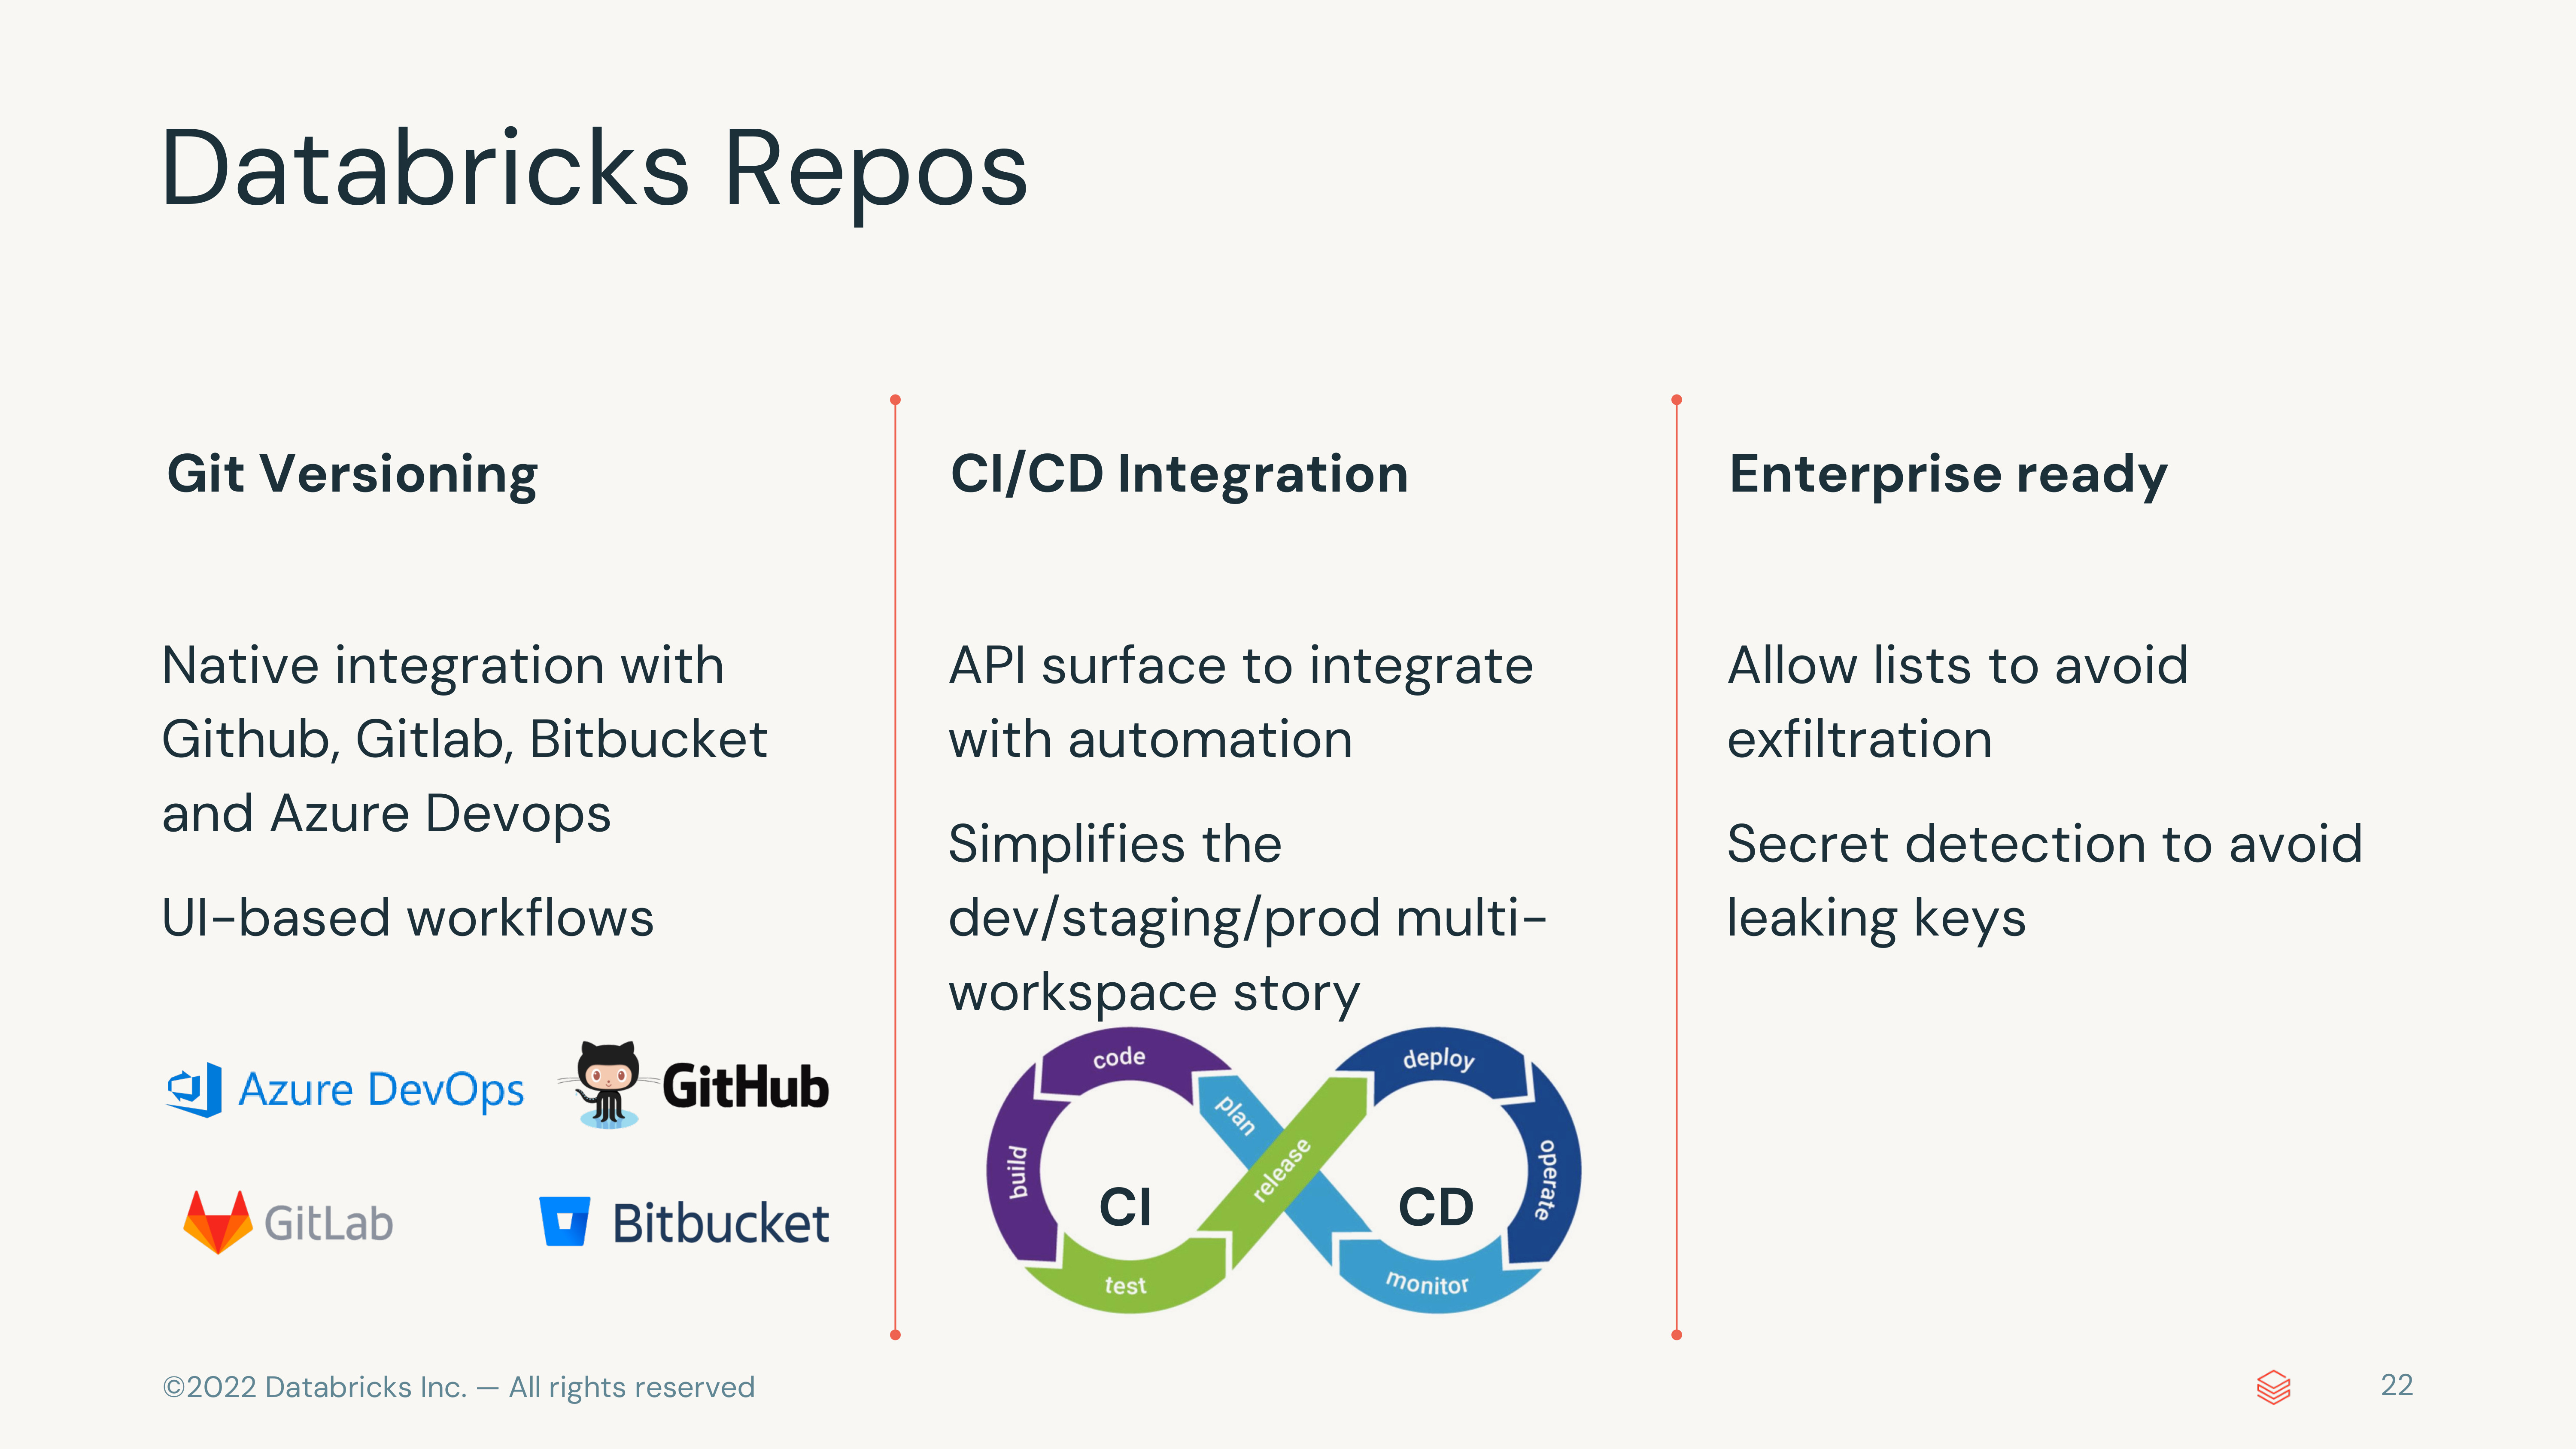 Databricks Repos
Git Versioning
Native integration with
Github, Gitlab, Bitbucket
and Azure Devops
UI-based workflows
Azure DevOps
GitHub
GitLab
Bitbucket
CI/CD Integration
API surface to integrate
with automation
Simplifies the
dev/staging/prod multi-
workspace story
code
build
test
plan
release
deploy
operate
monitor
CI
CD
Enterprise ready
Allow lists to avoid
exfiltration
Secret detection to avoid
leaking keys
©2022 Databricks Inc. — All rights reserved
22